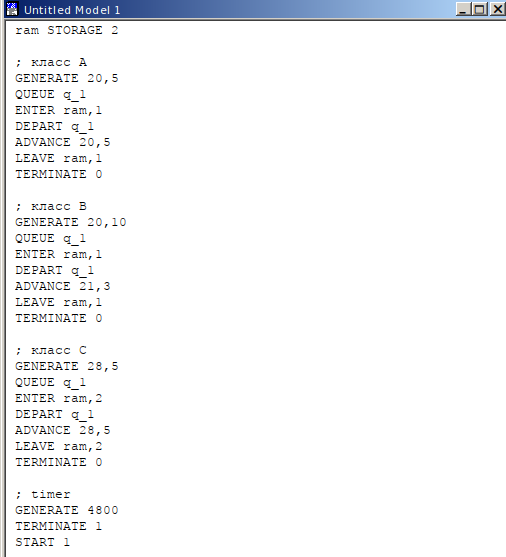 Untitled Model 1
ram STORAGE 2
; класс A
GENERATE 20,5
QUEUE q_1
ENTER ram,1
DEPART q_1
ADVANCE 20,5
LEAVE ram,1
TERMINATE 0
; класс B
GENERATE 20,10
QUEUE q_1
ENTER ram,1
DEPART q_1
ADVANCE 21,3
LEAVE ram,1
TERMINATE 0
; класс C
GENERATE 28,5
QUEUE q_1
ENTER ram,2
DEPART q_1
ADVANCE 28,5
LEAVE ram,2
TERMINATE 0
; timer
GENERATE 4800
TERMINATE 1
START 1